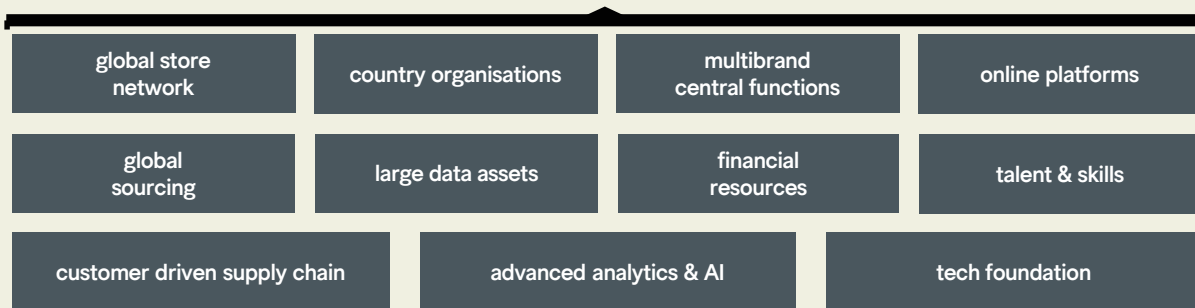 global store
network
country organisations
multibrand
central functions
online platforms
global
sourcing
large data assets
financial
resources
talent & skills
customer driven supply chain
advanced analytics & AI
tech foundation